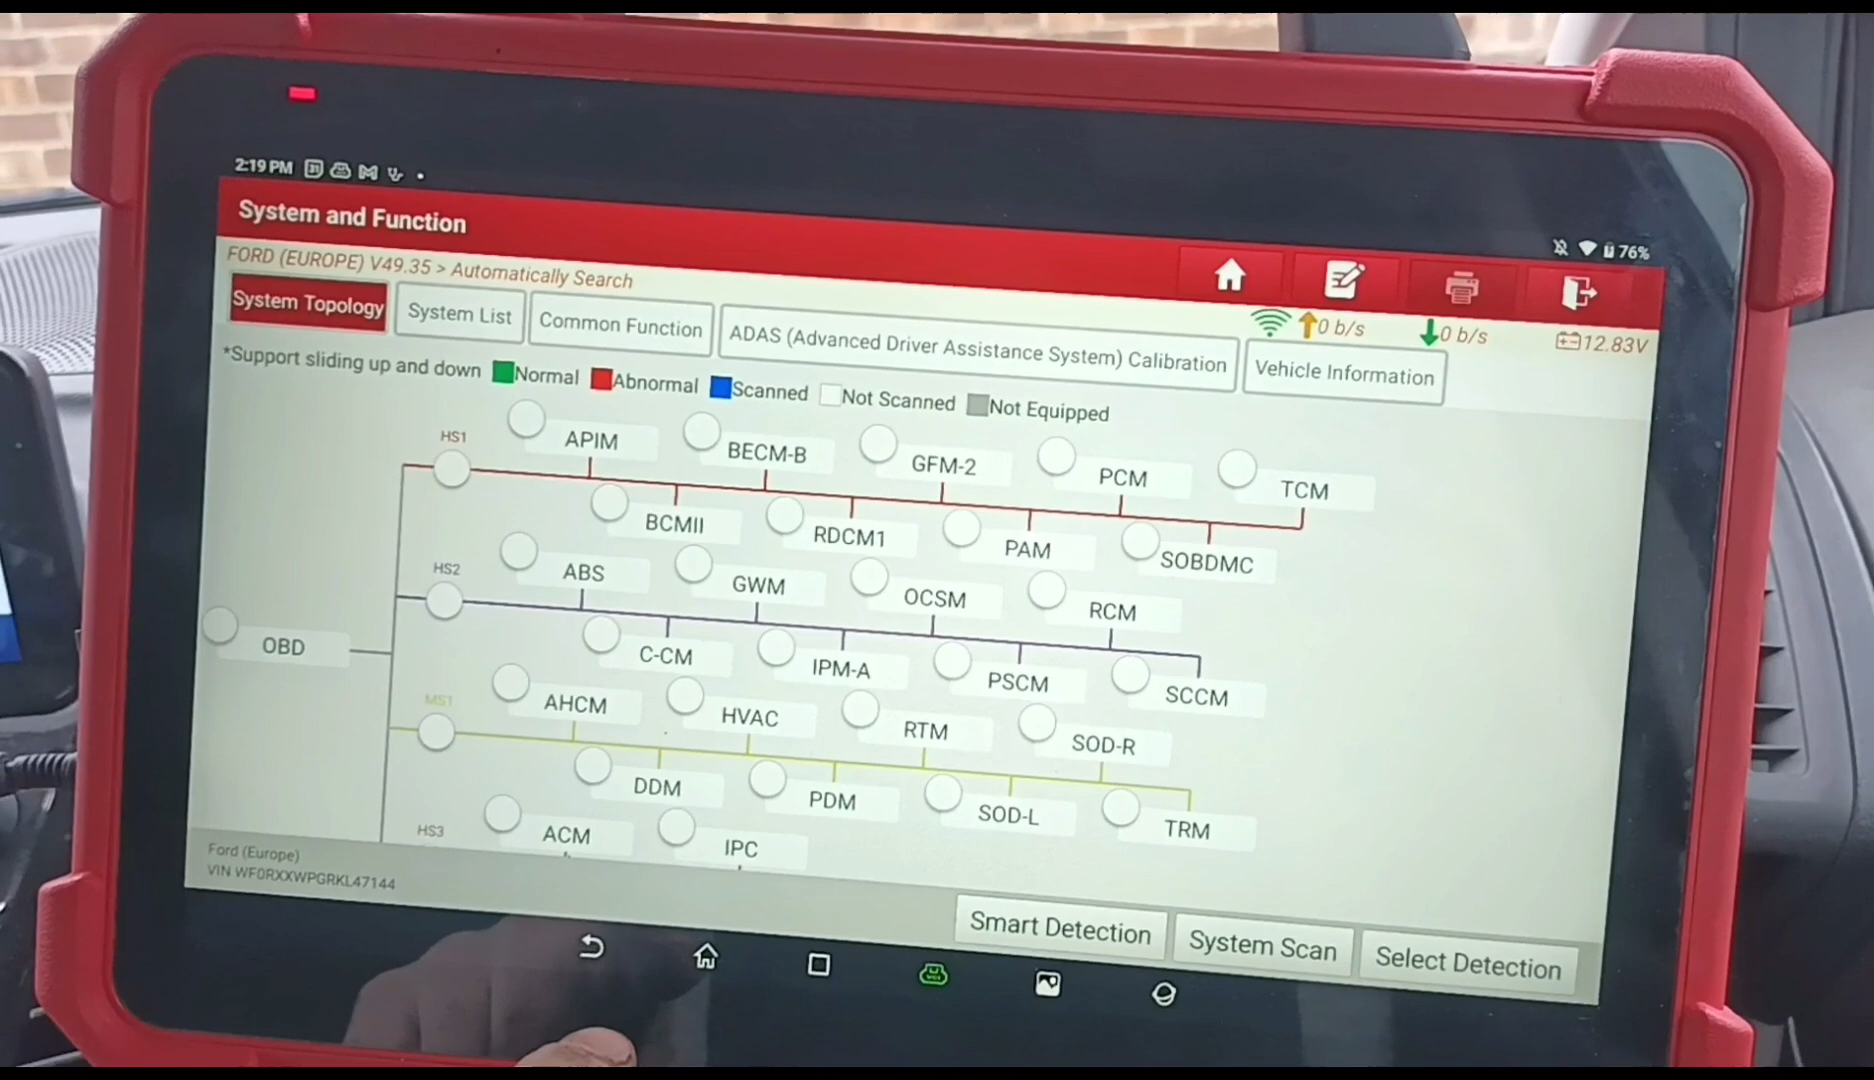 2:19 PM
76%
System and Function
FORD (EUROPE) V49.35 > Automatically Search
0 b/s 0 b/s 12.83V
System Topology System List Common Function ADAS (Advanced Driver Assistance System) Calibration Vehicle Information
*Support sliding up and down Normal Abnormal Scanned Not Scanned Not Equipped
HS1 APIM BECM-B GFM-2 PCM TCM
BCMII RDCM1 PAM SOBDMC
HS2 ABS GWM OCSM RCM
OBD
C-CM IPM-A PSCM SCCM
MS1 AHCM HVAC RTM SOD-R
DDM PDM SOD-L TRM
HS3 ACM IPC
Ford (Europe)
VIN WF0RXXWPGRKL47144
Smart Detection System Scan Select Detection